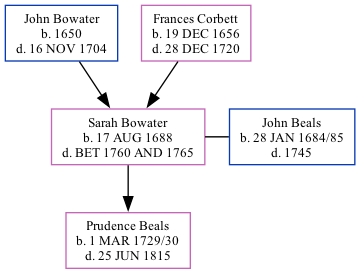 John Bowater
b. 1650
d. 16 NOV 1704
Frances Corbett
b. 19 DEC 1656
d. 28 DEC 1720
Sarah Bowater
b. 17 AUG 1688
d. BET 1760 AND 1765
John Beals
b. 28 JAN 1684/85
d. 1745
Prudence Beals
b. 1 MAR 1729/30
d. 25 JUN 1815